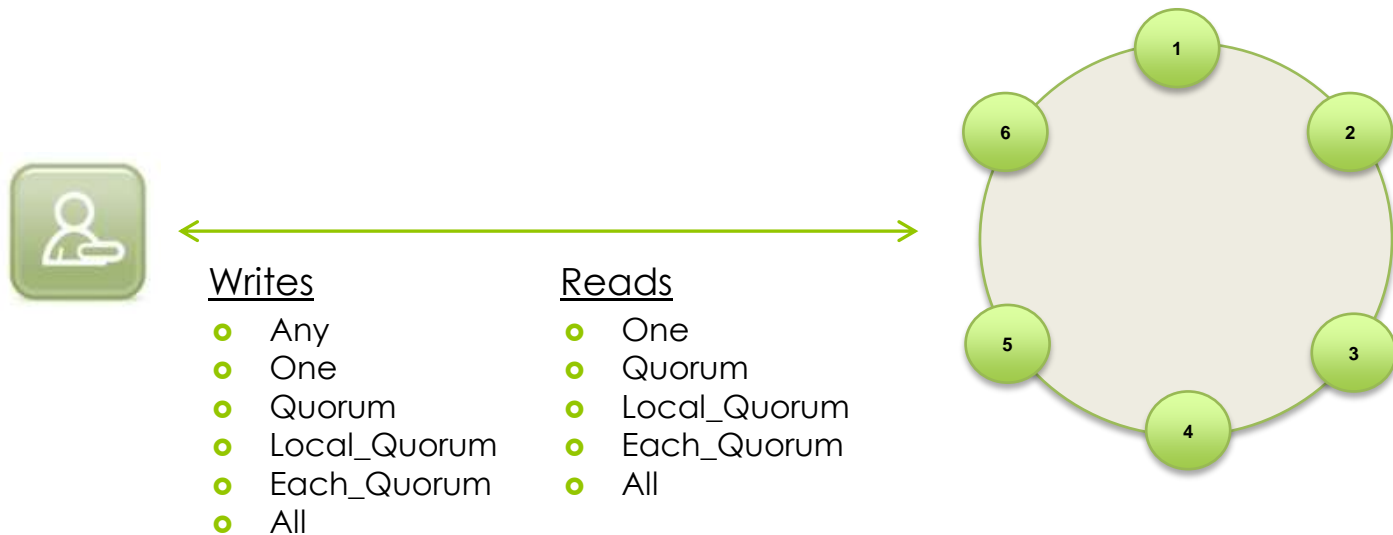 Writes
Any
One
Quorum
Local_Quorum
Each_Quorum
All
Reads
One
Quorum
Local_Quorum
Each_Quorum
All
1
2
3
4
5
6